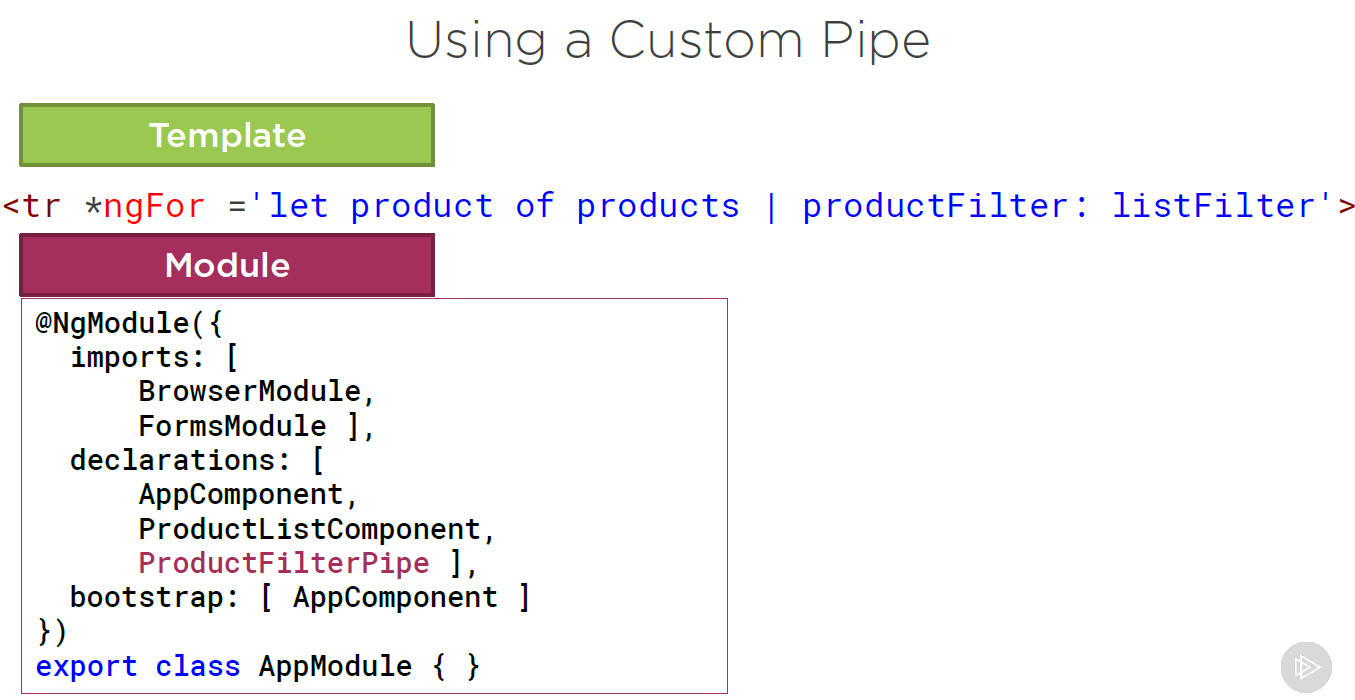 Using a Custom Pipe
Template
<tr *ngFor ='let product of products | productFilter: listFilter'>
Module
@NgModule({
  imports: [
      BrowserModule,
      FormsModule ],
  declarations: [
      AppComponent,
      ProductListComponent,
      ProductFilterPipe ],
  bootstrap: [ AppComponent ]
})
export class AppModule { }